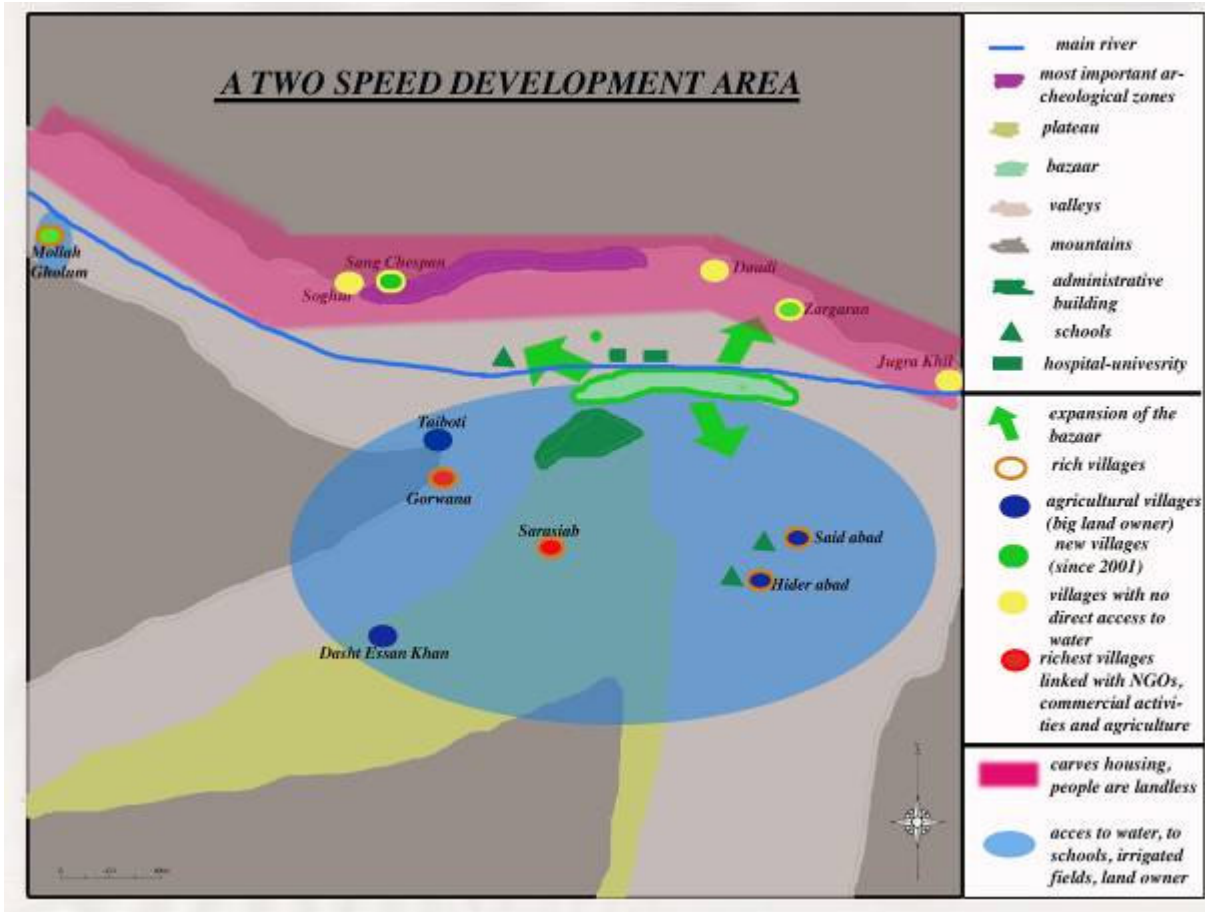 A TWO SPEED DEVELOPMENT AREA
Mollah
Gholam
Sang Chespan
Soghui
Daudi
Zargaran
Jugra Khil
Taiboti
Gorwana
Sarasiab
Said abad
Hider abad
Dasht Essan Khan
main river
most important ar-
cheological zones
plateau
bazaar
valleys
mountains
administrative
building
schools
hospital-univesrity
expansion of the
bazaar
rich villages
agricultural villages
(big land owner)
new villages
(since 2001)
villages with no
direct access to
water
richest villages
linked with NGOs,
commercial activi-
ties and agriculture
carves housing,
people are landless
acces to water, to
schools, irrigated
fields, land owner